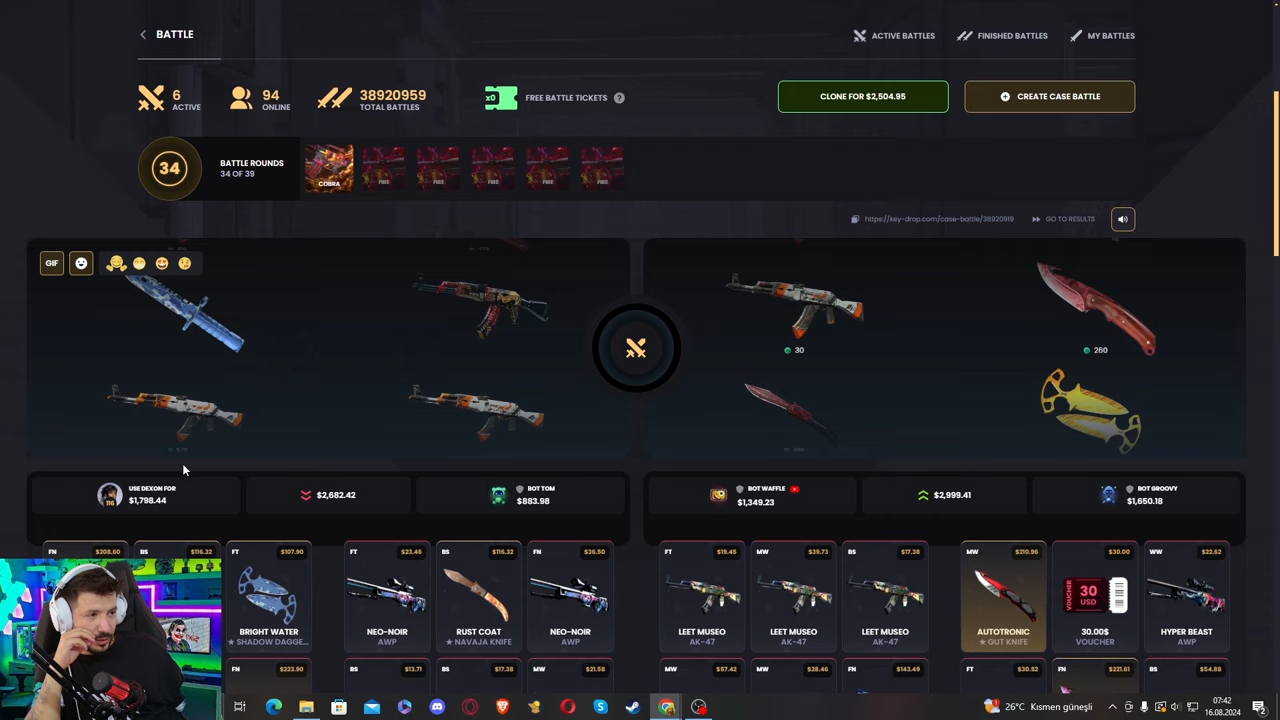 BATTLE
ACTIVE BATTLES
FINISHED BATTLES
MY BATTLES
6
ACTIVE
94
ONLINE
38920959
TOTAL BATTLES
x0
FREE BATTLE TICKETS ?
CLONE FOR $2,504.95
CREATE CASE BATTLE
34
BATTLE ROUNDS
34 OF 39
COBRA
FIRE
FIRE
FIRE
FIRE
FIRE
https://key-drop.com/case-battle/38920919
GO TO RESULTS
GIF
30
260
116
USE DEXON FOR
$1,798.44
$2,682.42
BOT TOM
$883.98
BOT WAFFLE
$1,349.23
$2,999.41
BOT GROOVY
$1,650.18
FN $208.60
BS $116.32
FT $107.90
FT $23.46
BS $116.32
FN $36.50
FT $19.45
MW $39.73
BS $17.38
MW $210.96
$30.00
WW $22.62
VOUCHER 30 USD
BRIGHT WATER
★ SHADOW DAGGE...
NEO-NOIR
AWP
RUST COAT
★ NAVAJA KNIFE
NEO-NOIR
AWP
LEET MUSEO
AK-47
LEET MUSEO
AK-47
LEET MUSEO
AK-47
AUTOTRONIC
★ GUT KNIFE
30.00$
VOUCHER
HYPER BEAST
AWP
FN $223.90
BS $13.71
BS $17.38
MW $21.58
MW $57.42
MW $28.46
FN $143.49
FT $30.52
FN $221.61
BS $54.88
26°C Kısmen güneşli
07:42
16.08.2024